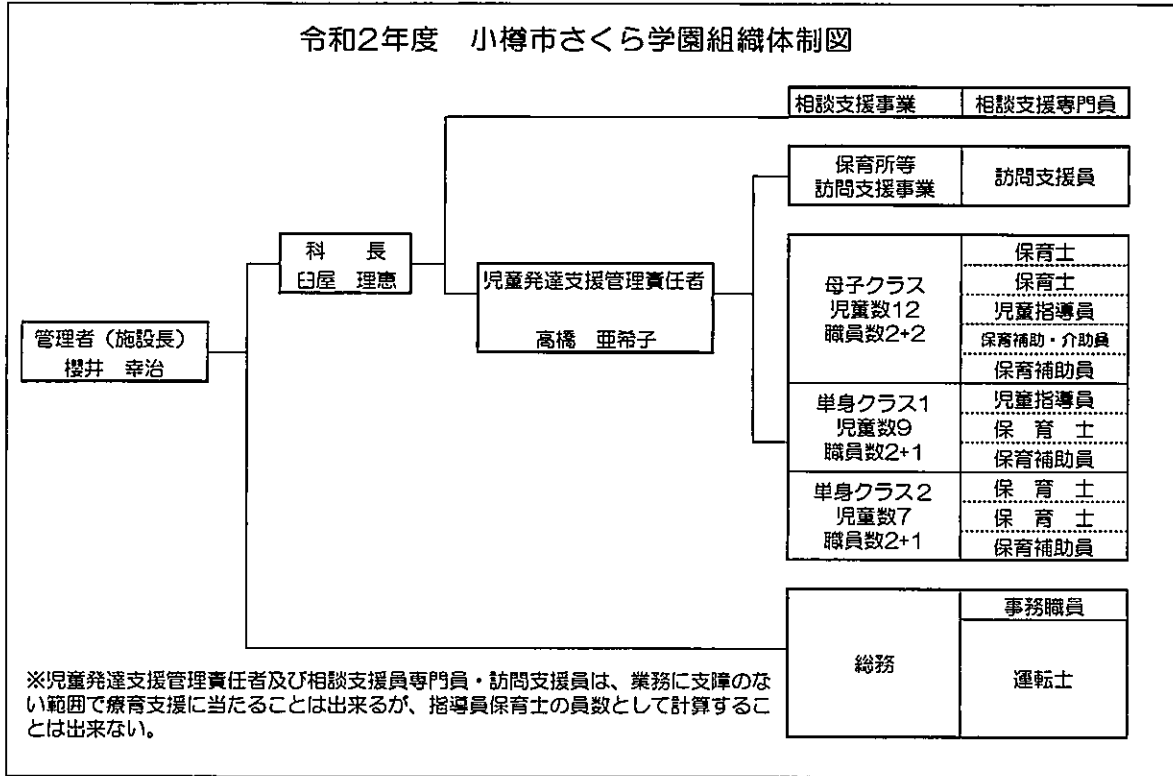 令和2年度　小樽市さくら学園組織体制図
相談支援事業　相談支援専門員
保育所等
訪問支援事業
訪問支援員
科　長
臼屋　理恵
児童発達支援管理責任者
高橋　亜希子
管理者（施設長）
櫻井　幸治
母子クラス
児童数12
職員数2+2
保育士
保育士
児童指導員
保育補助・介助員
保育補助員
単身クラス1
児童数9
職員数2+1
児童指導員
保　育　士
保育補助員
単身クラス2
児童数7
職員数2+1
保　育　士
保　育　士
保育補助員
総務
事務職員
運転士
※児童発達支援管理責任者及び相談支援員専門員・訪問支援員は、業務に支障のな
い範囲で療育支援に当たることは出来るが、指導員保育士の員数として計算するこ
とは出来ない。